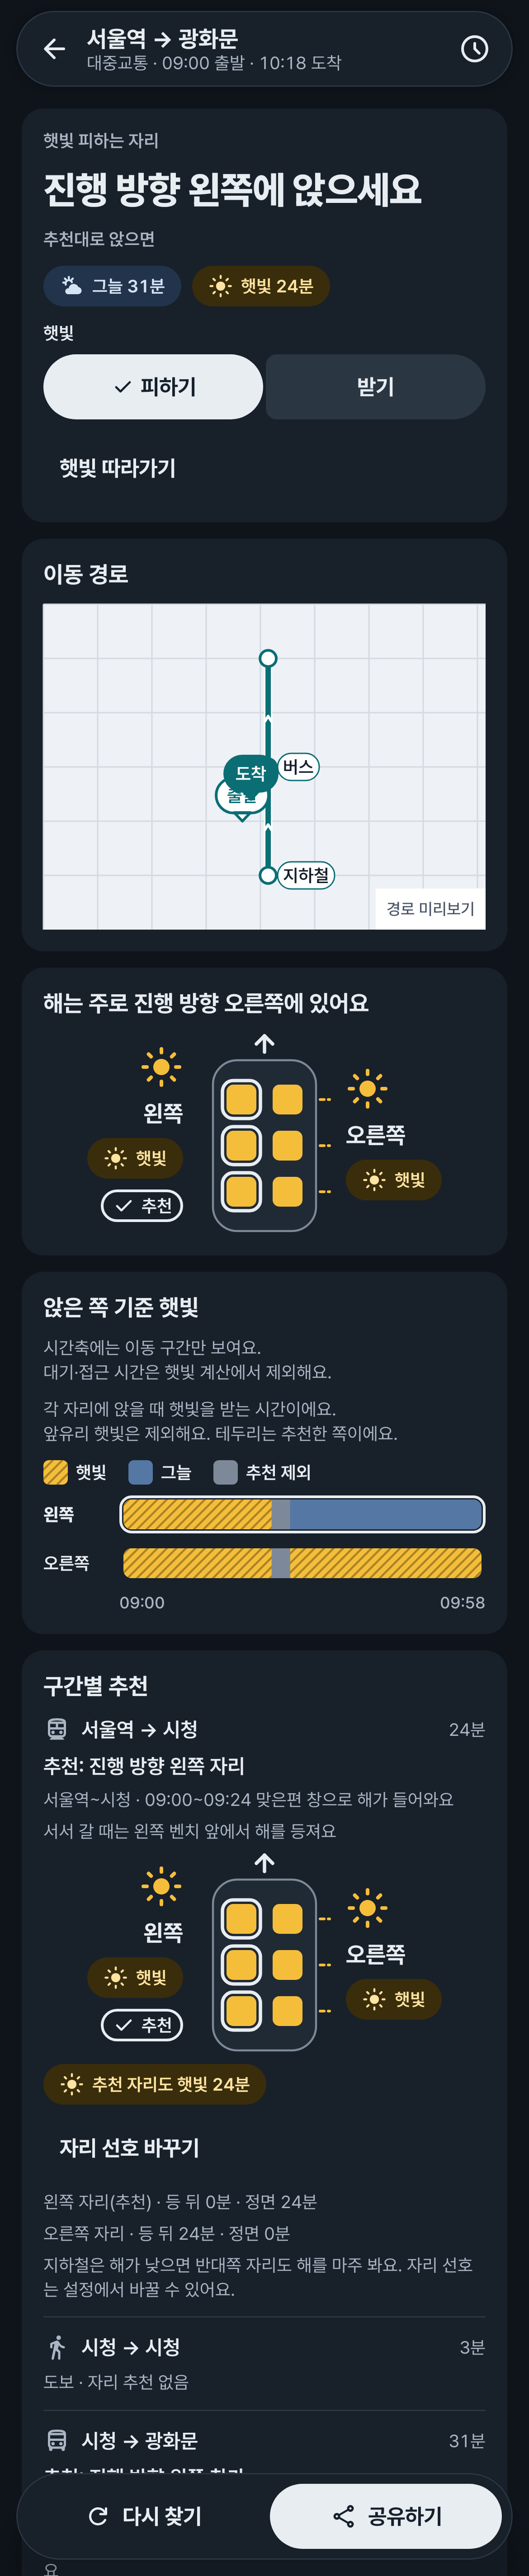 서울역 → 광화문
대중교통 · 09:00 출발 · 10:18 도착
햇빛 피하는 자리
진행 방향 왼쪽에 앉으세요
추천대로 앉으면
그늘 31분
햇빛 24분
햇빛
피하기
받기
햇빛 따라가기
이동 경로
버스
도착
지하철
경로 미리보기
해는 주로 진행 방향 오른쪽에 있어요
왼쪽
햇빛
추천
오른쪽
햇빛
앉은 쪽 기준 햇빛
시간축에는 이동 구간만 보여요.
대기·접근 시간은 햇빛 계산에서 제외해요.
각 자리에 앉을 때 햇빛을 받는 시간이에요.
앞유리 햇빛은 제외해요. 테두리는 추천한 쪽이에요.
햇빛 그늘 추천 제외
왼쪽
오른쪽
09:00 09:58
구간별 추천
서울역 → 시청 24분
추천: 진행 방향 왼쪽 자리
서울역~시청 · 09:00~09:24 맞은편 창으로 해가 들어와요
서서 갈 때는 왼쪽 벤치 앞에서 해를 등져요
왼쪽
햇빛
추천
오른쪽
햇빛
추천 자리도 햇빛 24분
자리 선호 바꾸기
왼쪽 자리(추천) · 등 뒤 0분 · 정면 24분
오른쪽 자리 · 등 뒤 24분 · 정면 0분
지하철은 해가 낮으면 반대쪽 자리도 해를 마주 봐요. 자리 선호
는 설정에서 바꿀 수 있어요.
시청 → 시청 3분
도보 · 자리 추천 없음
시청 → 광화문 31분
다시 찾기
공유하기
요